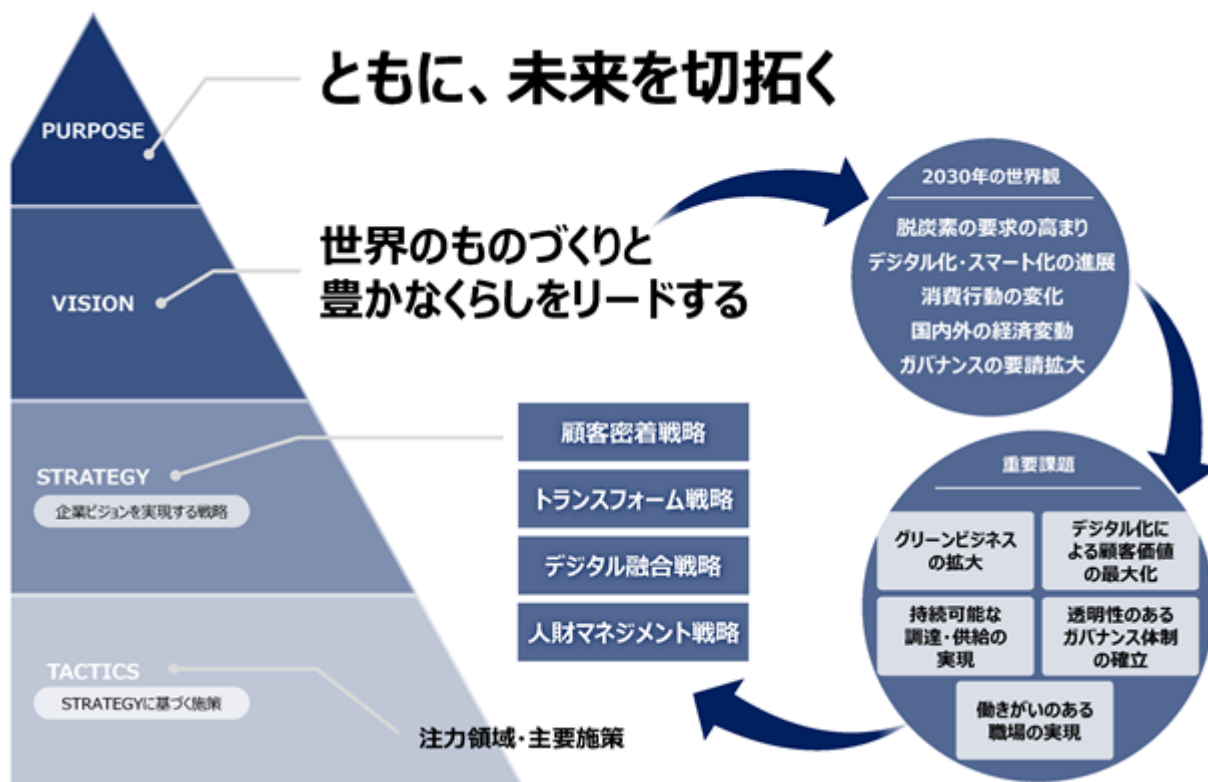 ともに、未来を切拓く
PURPOSE
世界のものづくりと
豊かなくらしをリードする
VISION
2030年の世界観
脱炭素の要求の高まり
デジタル化・スマート化の進展
消費行動の変化
国内外の経済変動
ガバナンスの要請拡大
STRATEGY
企業ビジョンを実現する戦略
顧客密着戦略
トランスフォーム戦略
デジタル融合戦略
人財マネジメント戦略
重要課題
グリーンビジネス
の拡大
デジタル化に
よる顧客価値
の最大化
持続可能な
調達・供給の
実現
透明性のある
ガバナンス体制
の確立
働きがいのある
職場の実現
TACTICS
STRATEGYに基づく施策
注力領域・主要施策